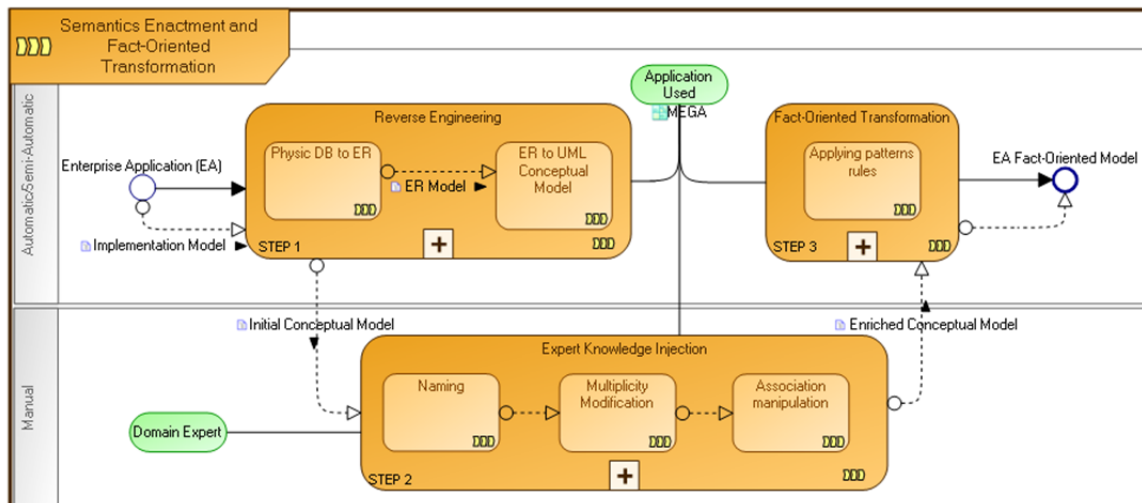 Semantics Enactment and
Fact-Oriented
Transformation
Automatic/Semi-Automatic
Application
Used
MEGA
Reverse Engineering
Fact-Oriented Transformation
Physic DB to ER
ER to UML
Conceptual
Model
Applying patterns
rules
Enterprise Application (EA)
EA Fact-Oriented Model
ER Model
Implementation Model
STEP 1
STEP 3
Initial Conceptual Model
Enriched Conceptual Model
Manual
Expert Knowledge Injection
Naming
Multiplicity
Modification
Association
manipulation
Domain Expert
STEP 2